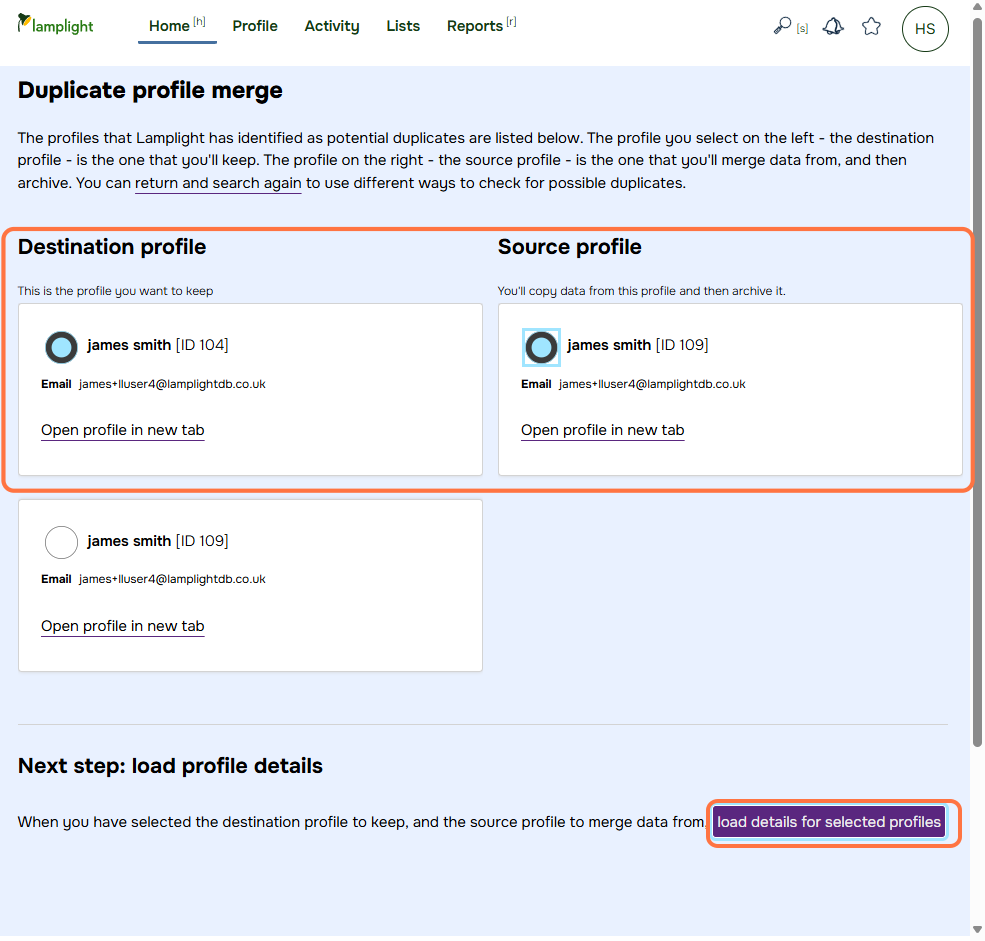 lamplight
Home [h] Profile Activity Lists Reports [r] [s] HS
Duplicate profile merge
The profiles that Lamplight has identified as potential duplicates are listed below. The profile you select on the left - the destination
profile - is the one that you'll keep. The profile on the right - the source profile - is the one that you'll merge data from, and then
archive. You can return and search again to use different ways to check for possible duplicates.
Destination profile
This is the profile you want to keep
james smith [ID 104]
Email james+lluser4@lamplightdb.co.uk
Open profile in new tab
james smith [ID 109]
Email james+lluser4@lamplightdb.co.uk
Open profile in new tab
Source profile
You'll copy data from this profile and then archive it.
james smith [ID 109]
Email james+lluser4@lamplightdb.co.uk
Open profile in new tab
Next step: load profile details
When you have selected the destination profile to keep, and the source profile to merge data from, load details for selected profiles